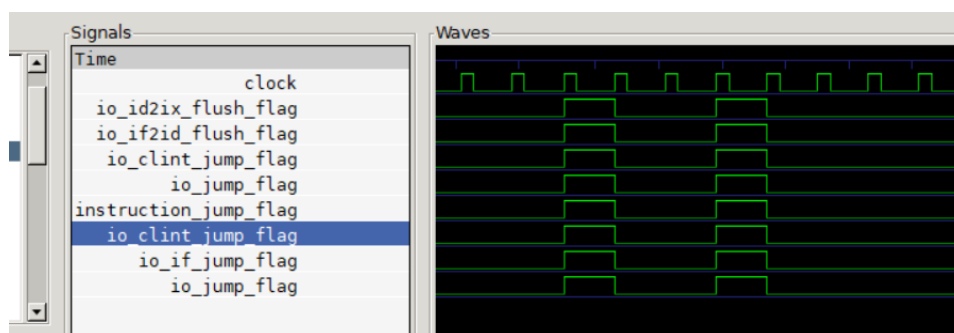 Signals
Waves
Time
clock
io_id2ix_flush_flag
io_if2id_flush_flag
io_clint_jump_flag
io_jump_flag
instruction_jump_flag
io_clint_jump_flag
io_if_jump_flag
io_jump_flag